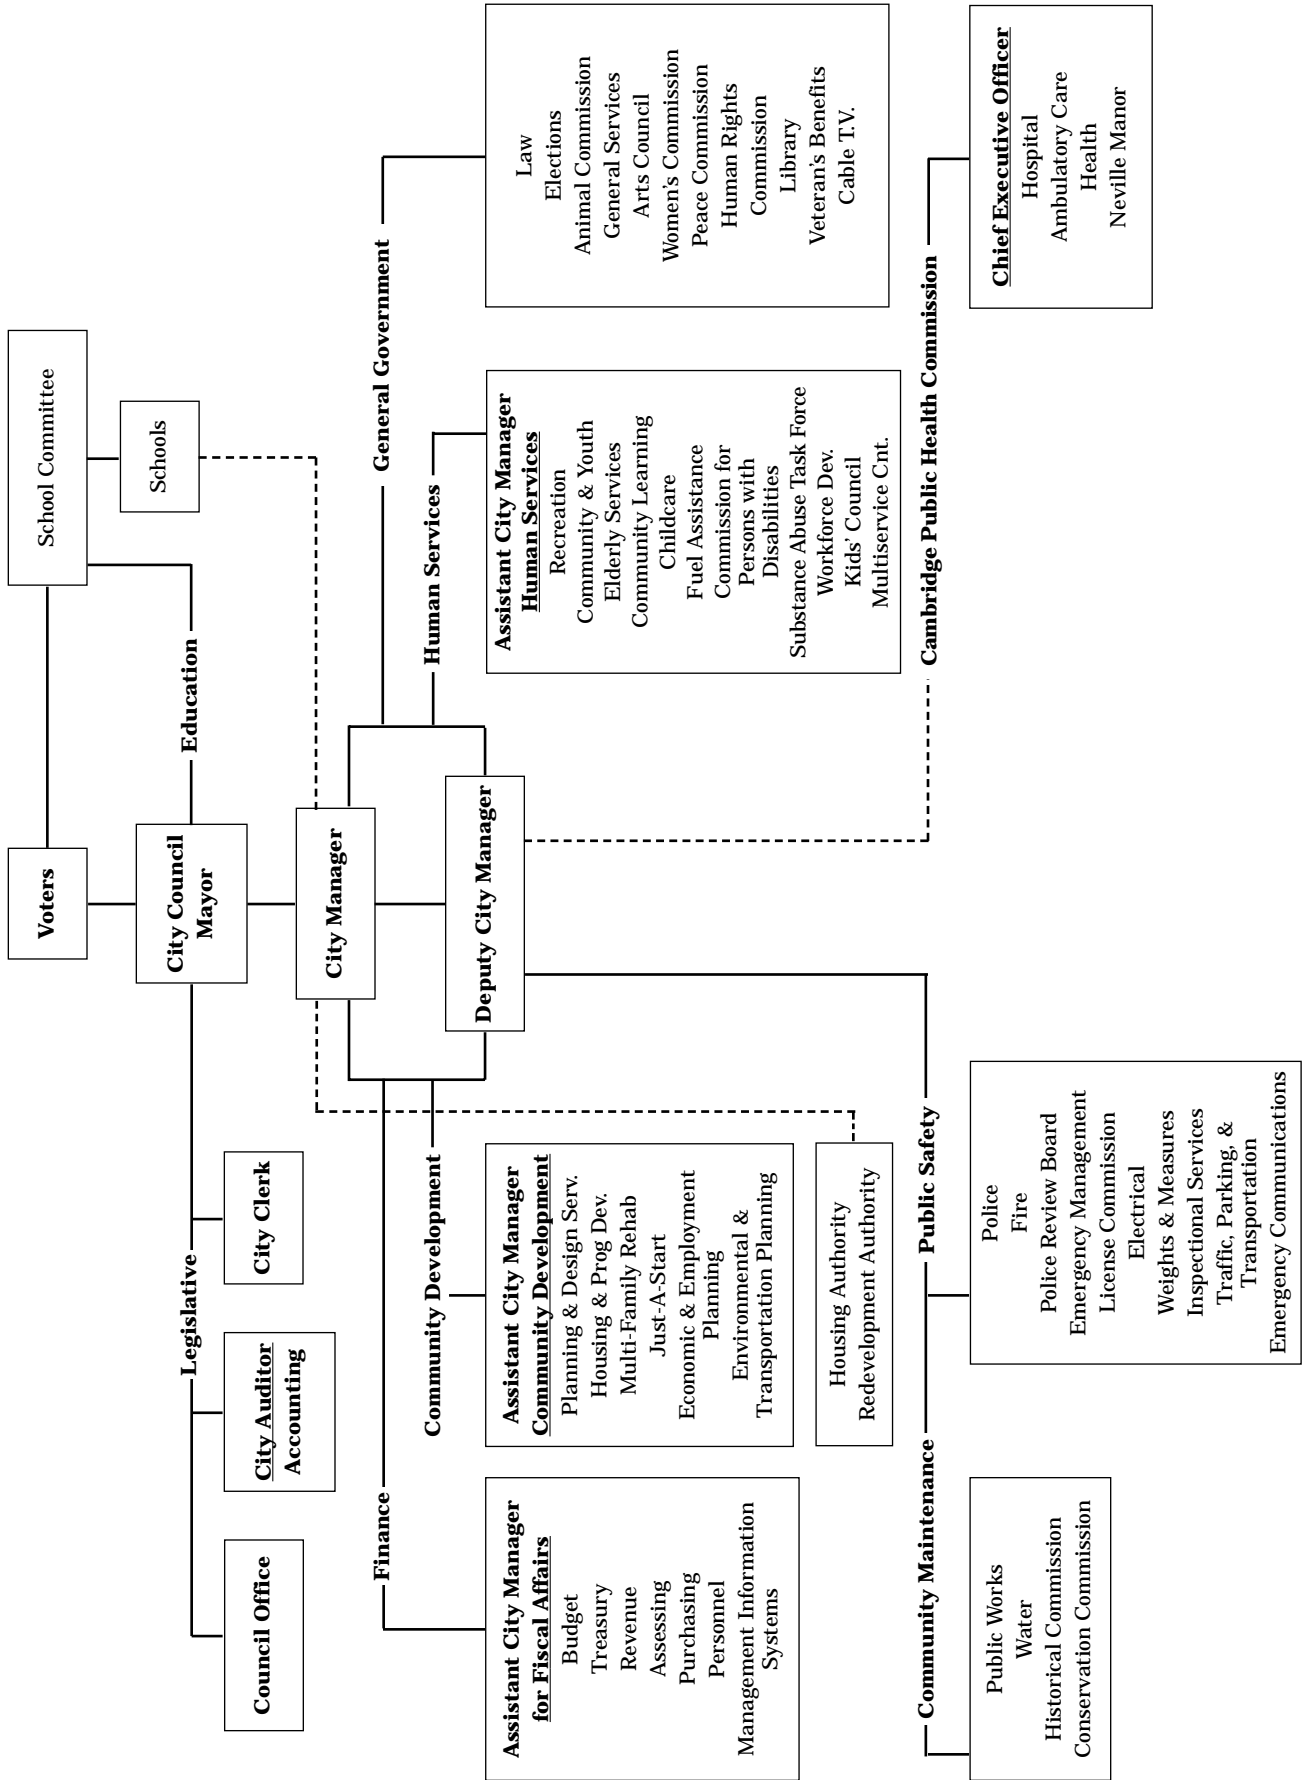 Voters
School Committee
Schools
City Council
Mayor
Education
Legislative
Council Office
City Auditor
Accounting
City Clerk
City Manager
Deputy City Manager
Finance
Community Development
General Government
Human Services
Assistant City Manager
for Fiscal Affairs
Budget
Treasury
Revenue
Assessing
Purchasing
Personnel
Management Information
Systems
Assistant City Manager
Community Development
Planning & Design Serv.
Housing & Prog Dev.
Multi-Family Rehab
Just-A-Start
Economic & Employment
Planning
Environmental &
Transportation Planning
Housing Authority
Redevelopment Authority
Assistant City Manager
Human Services
Recreation
Community & Youth
Elderly Services
Community Learning
Childcare
Fuel Assistance
Commission for
Persons with
Disabilities
Substance Abuse Task Force
Workforce Dev.
Kids' Council
Multiservice Cnt.
Law
Elections
Animal Commission
General Services
Arts Council
Women's Commission
Peace Commission
Human Rights
Commission
Library
Veteran's Benefits
Cable T.V.
Community Maintenance
Public Safety
Cambridge Public Health Commission
Public Works
Water
Historical Commission
Conservation Commission
Police
Fire
Police Review Board
Emergency Management
License Commission
Electrical
Weights & Measures
Inspectional Services
Traffic, Parking, &
Transportation
Emergency Communications
Chief Executive Officer
Hospital
Ambulatory Care
Health
Neville Manor